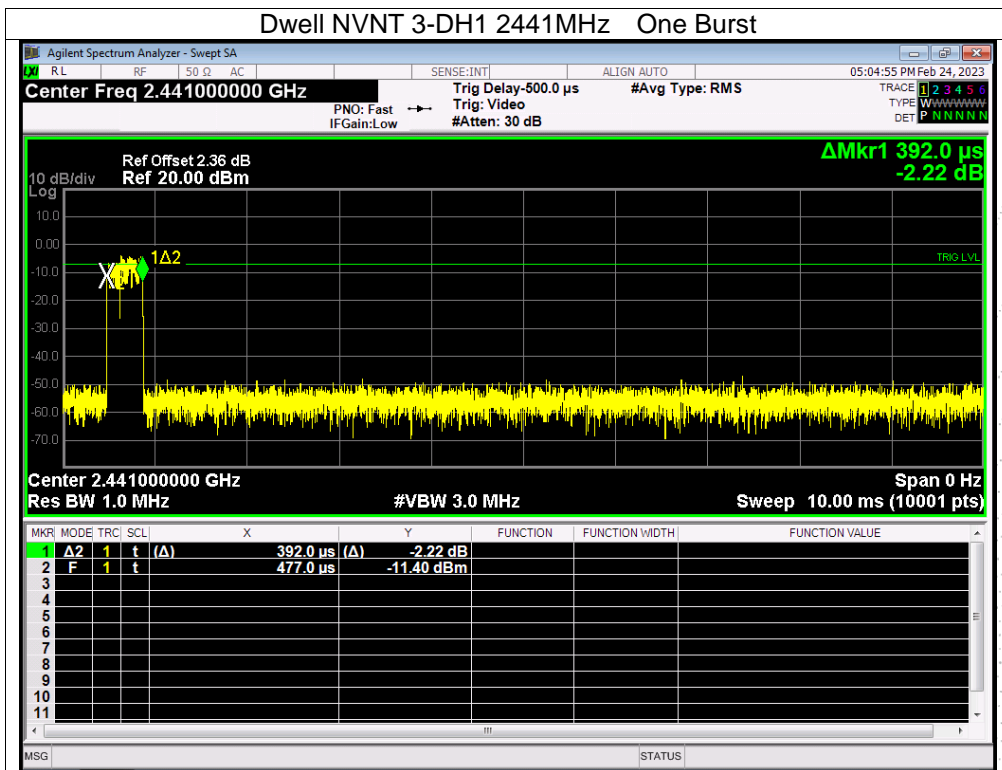 Dwell NVNT 3-DH1 2441MHz One Burst
Agilent Spectrum Analyzer - Swept SA
LXI RL RF 50 Ω AC SENSE:INT ALIGN AUTO 05:04:55 PM Feb 24, 2023
Center Freq 2.441000000 GHz Trig Delay-500.0 µs #Avg Type: RMS TRACE 1 2 3 4 5 6
PNO: Fast Trig: Video TYPE WWWWWW
IFGain:Low #Atten: 30 dB DET P N N N N N
ΔMkr1 392.0 µs
-2.22 dB
Ref Offset 2.36 dB
10 dB/div Ref 20.00 dBm
Log
10.0
0.00
1Δ2
TRIG LVL
-10.0
X2
-20.0
-30.0
-40.0
-50.0
-60.0
-70.0
Center 2.441000000 GHz Span 0 Hz
Res BW 1.0 MHz #VBW 3.0 MHz Sweep 10.00 ms (10001 pts)
MKR MODE TRC SCL X Y FUNCTION FUNCTION WIDTH FUNCTION VALUE
1 Δ2 1 t (Δ) 392.0 µs (Δ) -2.22 dB
2 F 1 t 477.0 µs -11.40 dBm
3
4
5
6
7
8
9
10
11
MSG STATUS